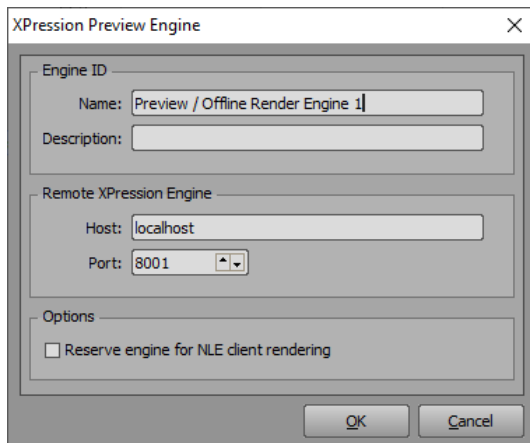 XPression Preview Engine
Engine ID
Name: Preview / Offline Render Engine 1
Description:
Remote XPression Engine
Host: localhost
Port: 8001
Options
Reserve engine for NLE client rendering
OK Cancel